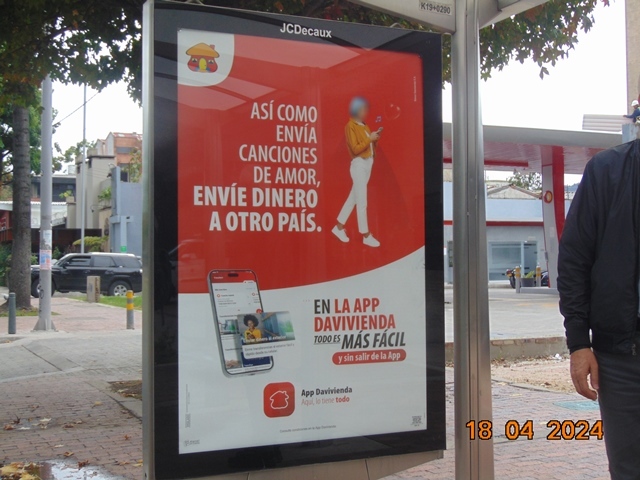 K19+0290
JCDecaux
ASÍ COMO
ENVÍA
CANCIONES
DE AMOR,
ENVÍE DINERO
A OTRO PAÍS.
EN LA APP
DAVIVIENDA
TODO ES MÁS FÁCIL
y sin salir de la App
App Davivienda
Aquí, lo tiene todo
18 04 2024